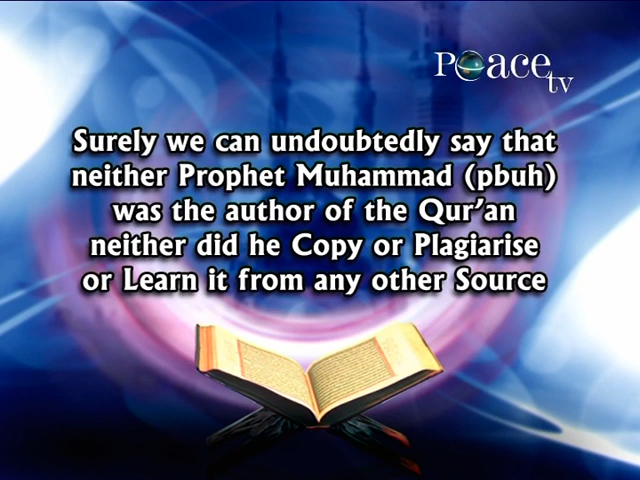 Peace tv
Surely we can undoubtedly say that
neither Prophet Muhammad (pbuh)
was the author of the Qur'an
neither did he Copy or Plagiarise
or Learn it from any other Source